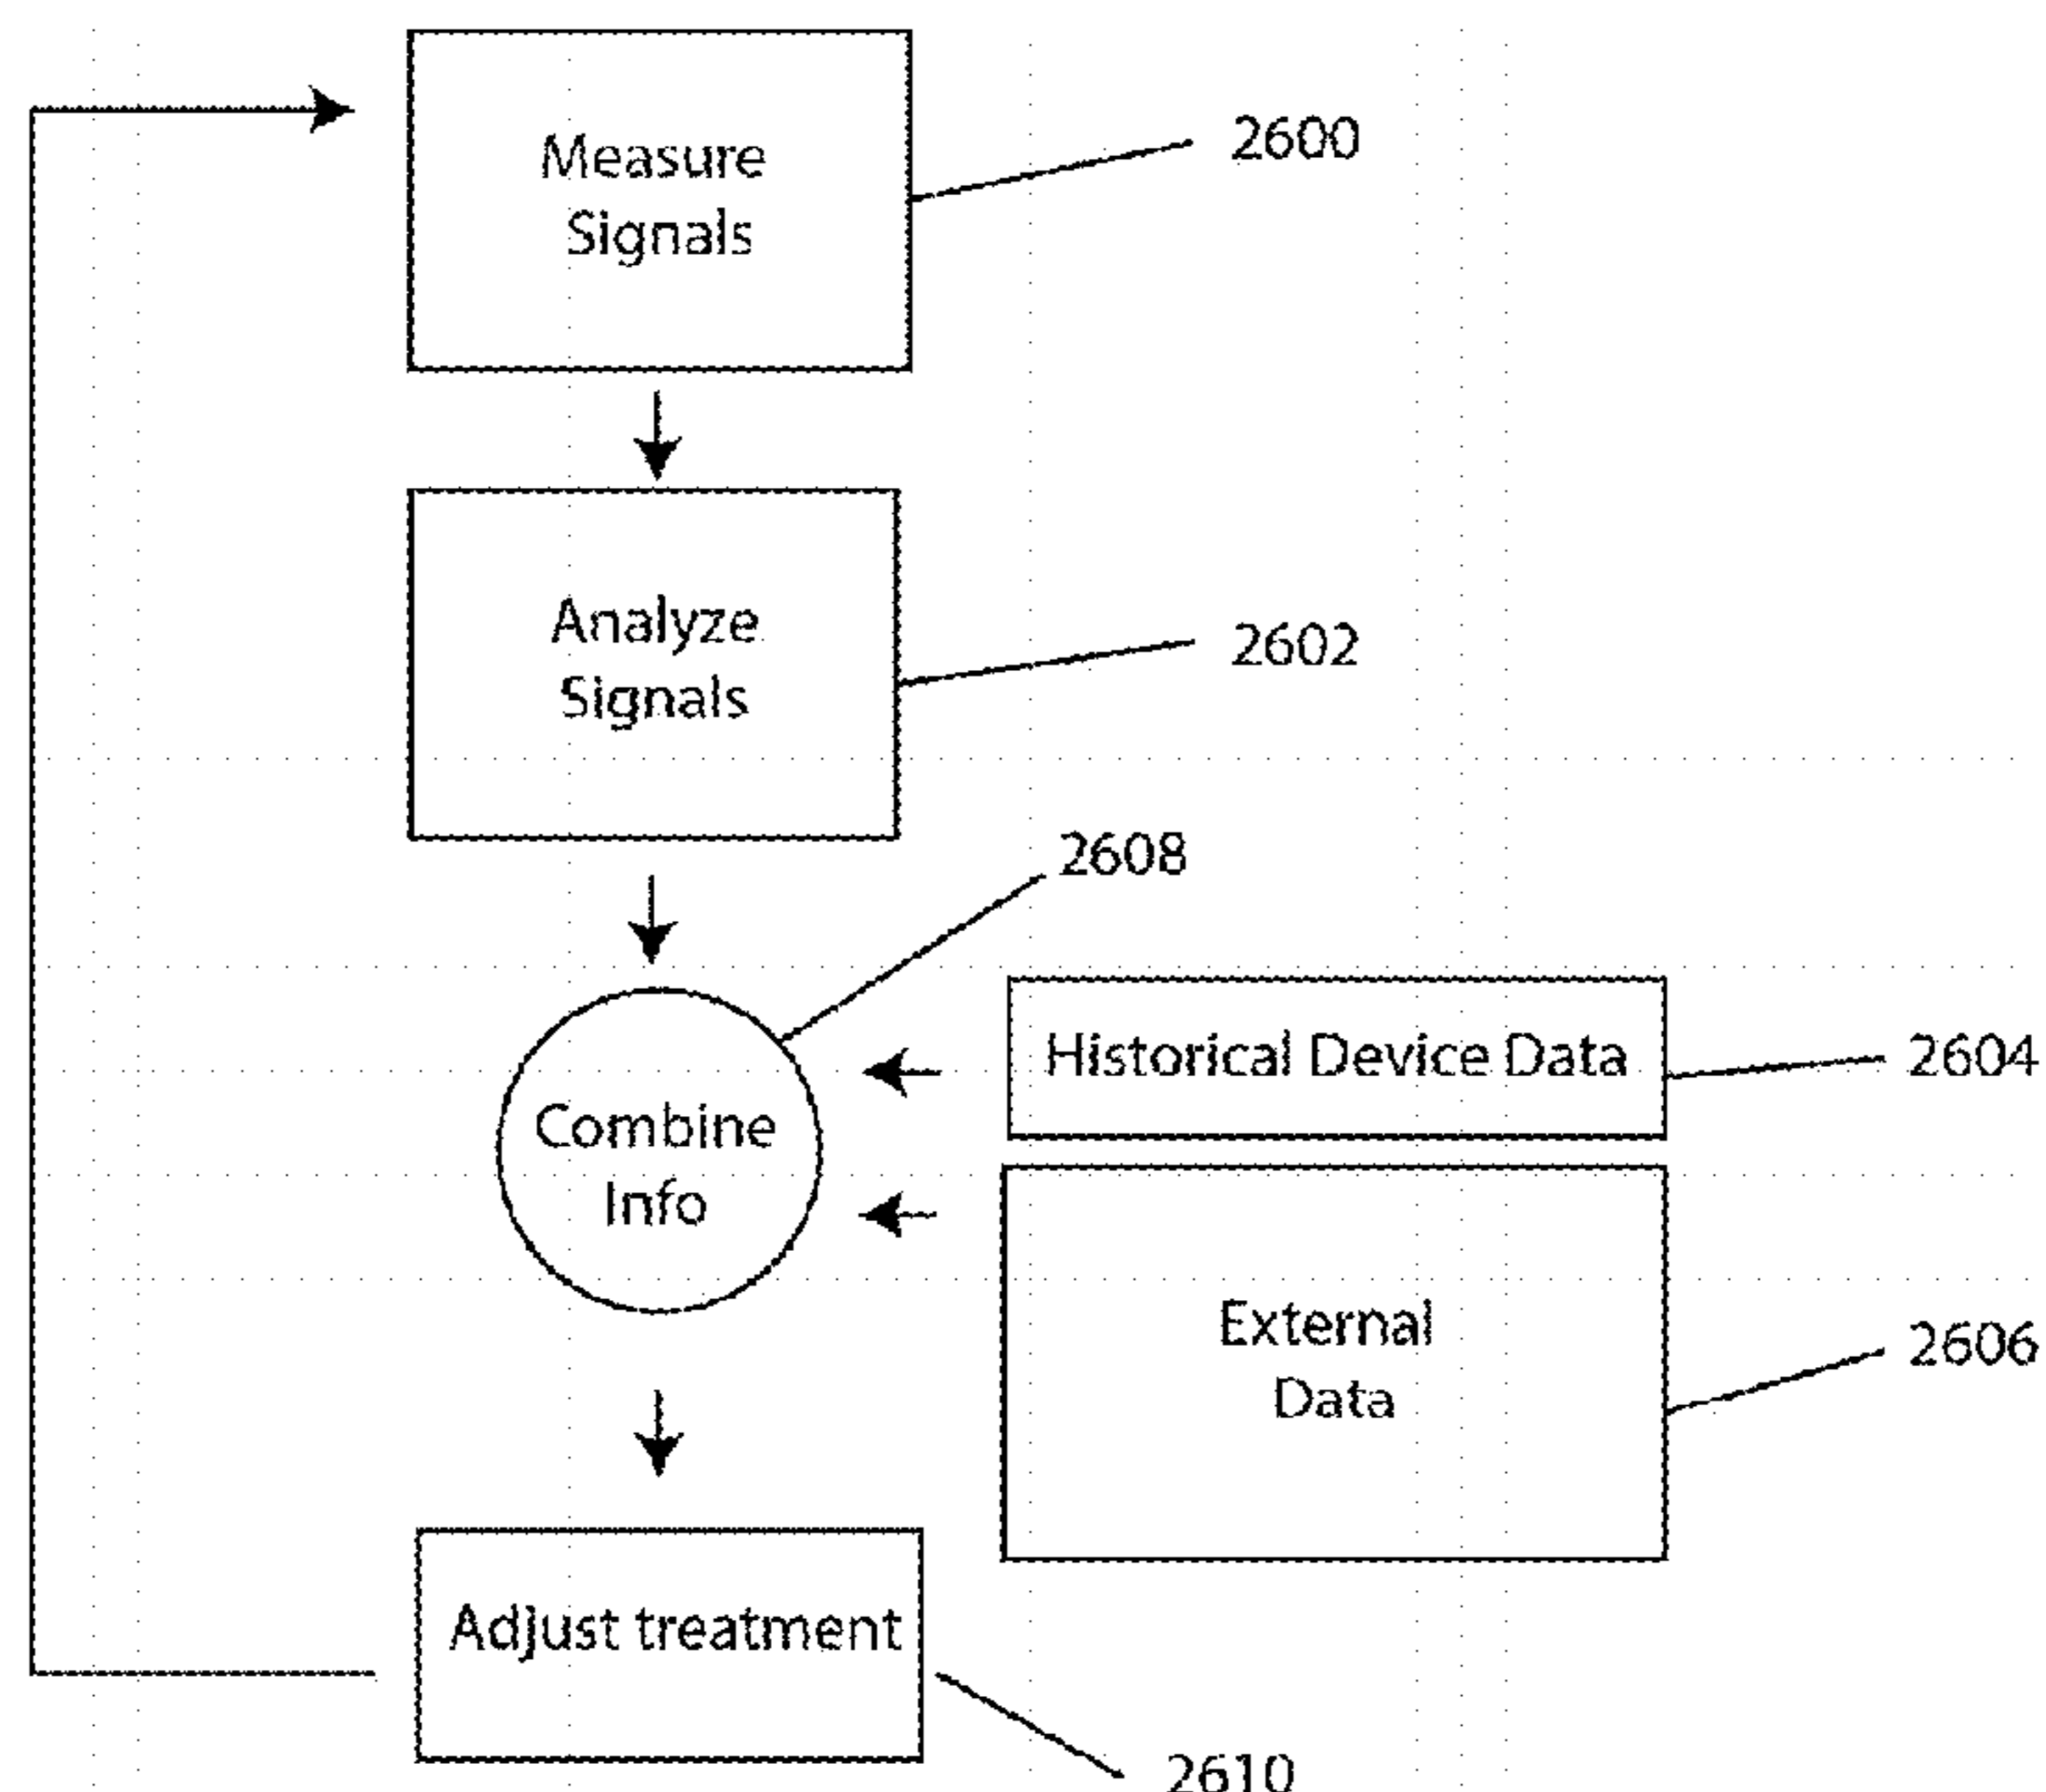 Measure
Signals
2600
Analyze
Signals
2602
2608
Combine
Info
Historical Device Data
2604
External
Data
2606
Adjust treatment
2610